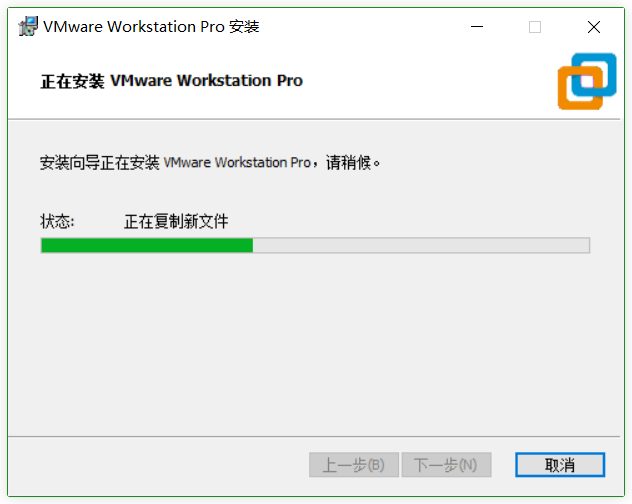 VMware Workstation Pro 安装
正在安装 VMware Workstation Pro
安装向导正在安装 VMware Workstation Pro，请稍候。
状态: 正在复制新文件
上一步(B) 下一步(N) 取消